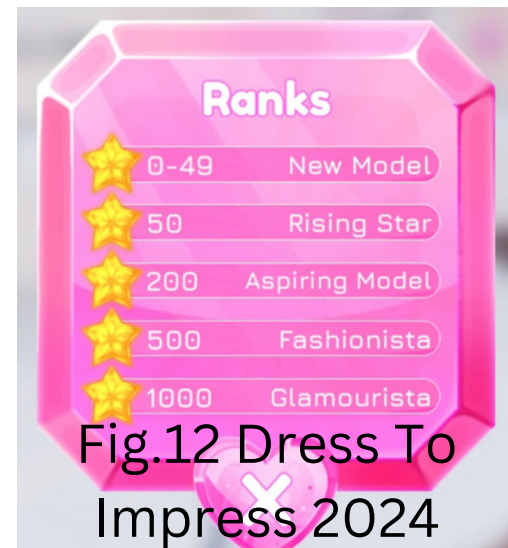 Ranks
0-49 New Model
50 Rising Star
200 Aspiring Model
500 Fashionista
1000 Glamourista
Fig.12 Dress To
Impress 2024